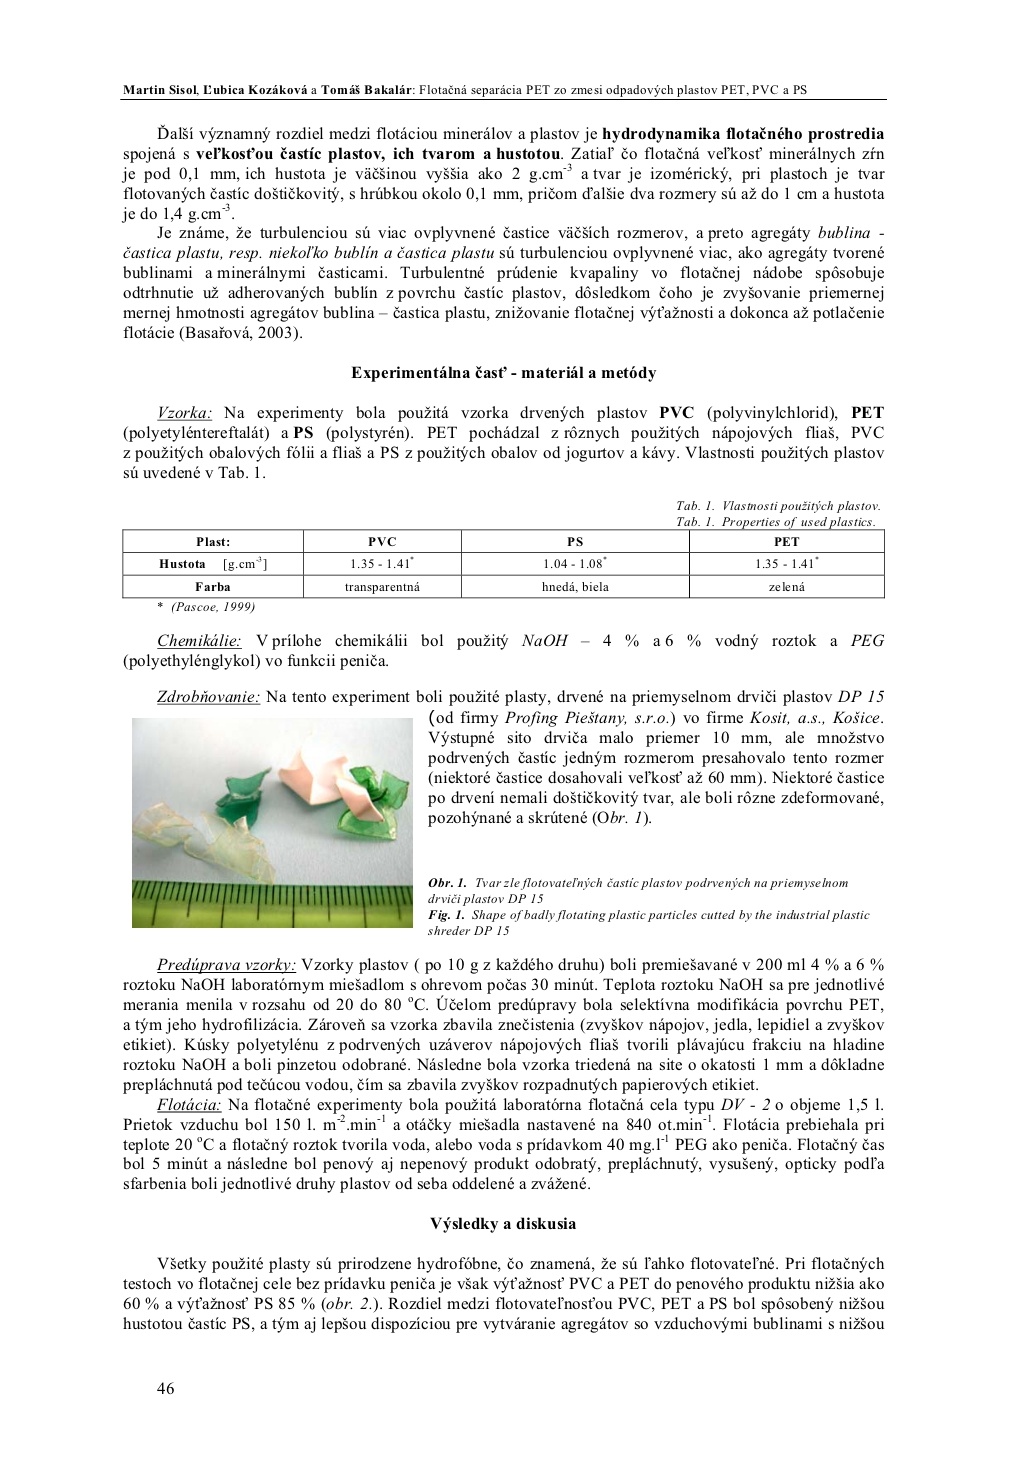 Martin Sisol, Ľubica Kozáková a Tomáš Bakalár: Flotačná separácia PET zo zmesi odpadových plastov PET, PVC a PS
Ďalší významný rozdiel medzi flotáciou minerálov a plastov je hydrodynamika flotačného prostredia
spojená s veľkosťou častíc plastov, ich tvarom a hustotou. Zatiaľ čo flotačná veľkosť minerálnych zŕn
je pod 0,1 mm, ich hustota je väčšinou vyššia ako 2 g.cm-3 a tvar je izomérický, pri plastoch je tvar
flotovaných častíc doštičkovitý, s hrúbkou okolo 0,1 mm, pričom ďalšie dva rozmery sú až do 1 cm a hustota
je do 1,4 g.cm-3.
Je známe, že turbulenciou sú viac ovplyvnené častice väčších rozmerov, a preto agregáty bublina -
častica plastu, resp. niekoľko bublín a častica plastu sú turbulenciou ovplyvnené viac, ako agregáty tvorené
bublinami a minerálnymi časticami. Turbulentné prúdenie kvapaliny vo flotačnej nádobe spôsobuje
odtrhnutie už adherovaných bublín z povrchu častíc plastov, dôsledkom čoho je zvyšovanie priemernej
mernej hmotnosti agregátov bublina – častica plastu, znižovanie flotačnej výťažnosti a dokonca až potlačenie
flotácie (Basařová, 2003).
Experimentálna časť - materiál a metódy
Vzorka: Na experimenty bola použitá vzorka drvených plastov PVC (polyvinylchlorid), PET
(polyetyléntereftalát) a PS (polystyrén). PET pochádzal z rôznych použitých nápojových fliaš, PVC
z použitých obalových fólii a fliaš a PS z použitých obalov od jogurtov a kávy. Vlastnosti použitých plastov
sú uvedené v Tab. 1.
Tab. 1. Vlastnosti použitých plastov.
Tab. 1. Properties of used plastics.
Plast: PVC PS PET
Hustota [g.cm-3] 1.35 - 1.41* 1.04 - 1.08* 1.35 - 1.41*
Farba transparentná hnedá, biela zelená
* (Pascoe, 1999)
Chemikálie: V prílohe chemikálii bol použitý NaOH – 4 % a 6 % vodný roztok a PEG
(polyethylénglykol) vo funkcii peniča.
Zdrobňovanie: Na tento experiment boli použité plasty, drvené na priemyselnom drviči plastov DP 15
(od firmy Profing Pieštany, s.r.o.) vo firme Kosit, a.s., Košice.
Výstupné sito drviča malo priemer 10 mm, ale množstvo
podrvených častíc jedným rozmerom presahovalo tento rozmer
(niektoré častice dosahovali veľkosť až 60 mm). Niektoré častice
po drvení nemali doštičkovitý tvar, ale boli rôzne zdeformované,
pozohýnané a skrútené (Obr. 1).
Obr. 1. Tvar zle flotovateľných častíc plastov podrvených na priemyselnom
drviči plastov DP 15
Fig. 1. Shape of badly flotating plastic particles cutted by the industrial plastic
shreder DP 15
Predúprava vzorky: Vzorky plastov ( po 10 g z každého druhu) boli premiešavané v 200 ml 4 % a 6 %
roztoku NaOH laboratórnym miešadlom s ohrevom počas 30 minút. Teplota roztoku NaOH sa pre jednotlivé
merania menila v rozsahu od 20 do 80 oC. Účelom predúpravy bola selektívna modifikácia povrchu PET,
a tým jeho hydrofilizácia. Zároveň sa vzorka zbavila znečistenia (zvyškov nápojov, jedla, lepidiel a zvyškov
etikiet). Kúsky polyetylénu z podrvených uzáverov nápojových fliaš tvorili plávajúcu frakciu na hladine
roztoku NaOH a boli pinzetou odobrané. Následne bola vzorka triedená na site o okatosti 1 mm a dôkladne
prepláchnutá pod tečúcou vodou, čím sa zbavila zvyškov rozpadnutých papierových etikiet.
Flotácia: Na flotačné experimenty bola použitá laboratórna flotačná cela typu DV - 2 o objeme 1,5 l.
Prietok vzduchu bol 150 l. m-2.min-1 a otáčky miešadla nastavené na 840 ot.min-1. Flotácia prebiehala pri
teplote 20 oC a flotačný roztok tvorila voda, alebo voda s prídavkom 40 mg.l-1 PEG ako peniča. Flotačný čas
bol 5 minút a následne bol penový aj nepenový produkt odobratý, prepláchnutý, vysušený, opticky podľa
sfarbenia boli jednotlivé druhy plastov od seba oddelené a zvážené.
Výsledky a diskusia
Všetky použité plasty sú prirodzene hydrofóbne, čo znamená, že sú ľahko flotovateľné. Pri flotačných
testoch vo flotačnej cele bez prídavku peniča je však výťažnosť PVC a PET do penového produktu nižšia ako
60 % a výťažnosť PS 85 % (obr. 2.). Rozdiel medzi flotovateľnosťou PVC, PET a PS bol spôsobený nižšou
hustotou častíc PS, a tým aj lepšou dispozíciou pre vytváranie agregátov so vzduchovými bublinami s nižšou
46